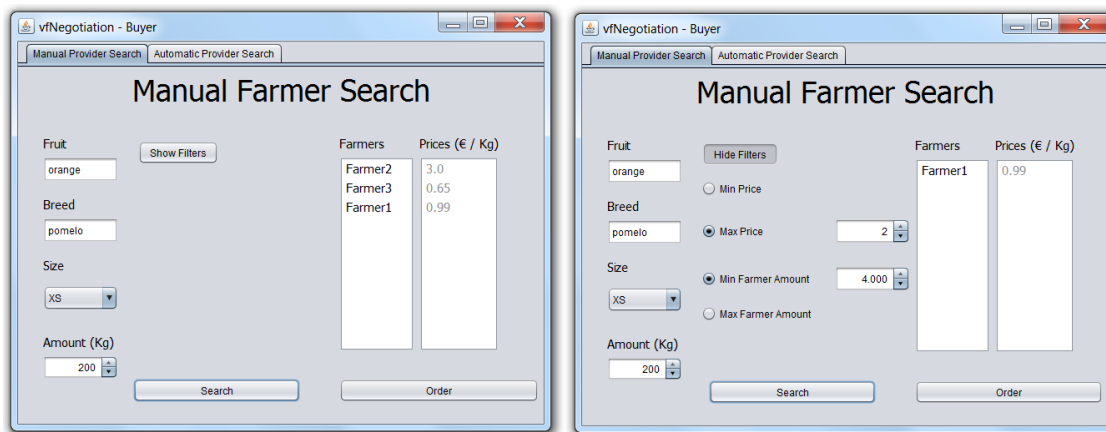 vfNegotiation - Buyer
Manual Provider Search
Automatic Provider Search
Manual Farmer Search
Fruit
Show Filters
Farmers
Prices (€ / Kg)
orange
Farmer2
3.0
Farmer3
0.65
Farmer1
0.99
Breed
pomelo
Size
XS
Amount (Kg)
200
Search
Order
vfNegotiation - Buyer
Manual Provider Search
Automatic Provider Search
Manual Farmer Search
Fruit
Hide Filters
Farmers
Prices (€ / Kg)
orange
Farmer1
0.99
Min Price
Breed
pomelo
Max Price
2
Size
Min Farmer Amount
4.000
XS
Max Farmer Amount
Amount (Kg)
200
Search
Order